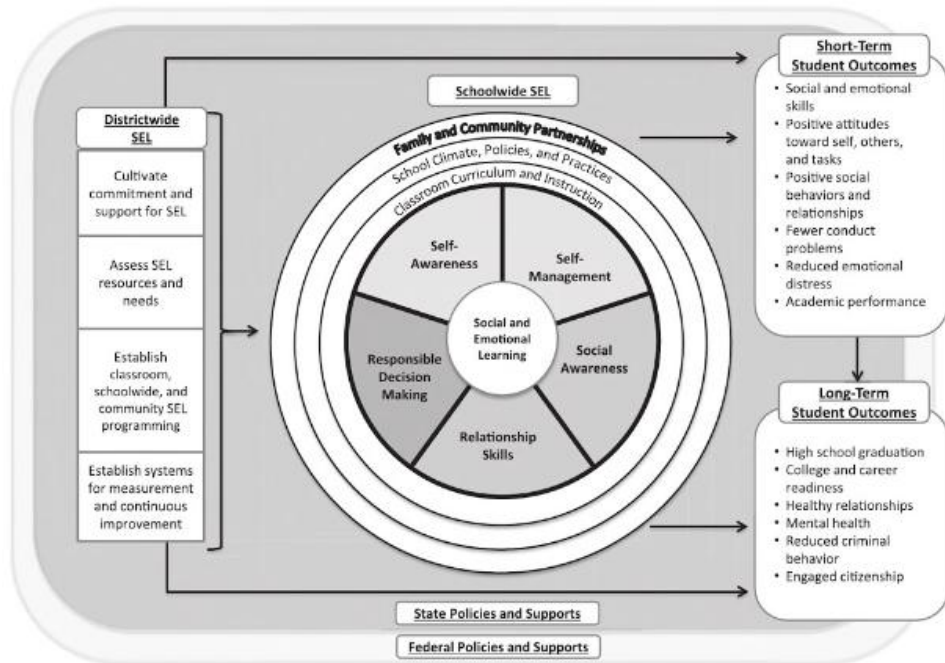 Districtwide
SEL
Cultivate
commitment and
support for SEL
Assess SEL
resources and
needs
Establish
classroom,
schoolwide, and
community SEL
programming
Establish systems
for measurement
and continuous
improvement
Schoolwide SEL
Family and Community Partnerships
School Climate, Policies, and Practices
Classroom Curriculum and Instruction
Self-
Awareness
Self-
Management
Social and
Emotional
Learning
Responsible
Decision
Making
Social
Awareness
Relationship
Skills
Short-Term
Student Outcomes
• Social and emotional
skills
• Positive attitudes
toward self, others,
and tasks
• Positive social
behaviors and
relationships
• Fewer conduct
problems
• Reduced emotional
distress
• Academic performance
Long-Term
Student Outcomes
• High school graduation
• College and career
readiness
• Healthy relationships
• Mental health
• Reduced criminal
behavior
• Engaged citizenship
State Policies and Supports
Federal Policies and Supports